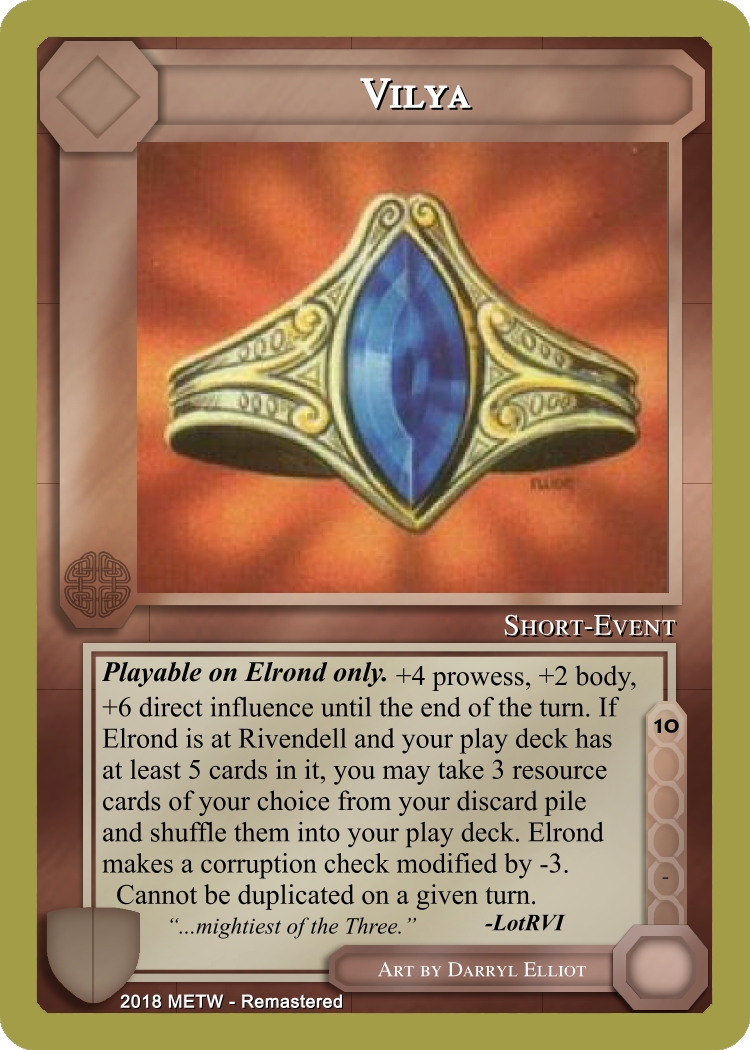 VILYA
SHORT-EVENT
Playable on Elrond only. +4 prowess, +2 body,
+6 direct influence until the end of the turn. If
Elrond is at Rivendell and your play deck has
at least 5 cards in it, you may take 3 resource
cards of your choice from your discard pile
and shuffle them into your play deck. Elrond
makes a corruption check modified by -3.
Cannot be duplicated on a given turn.
“...mightiest of the Three.” -LotRVI
10
-
ART BY DARRYL ELLIOT
2018 METW - Remastered